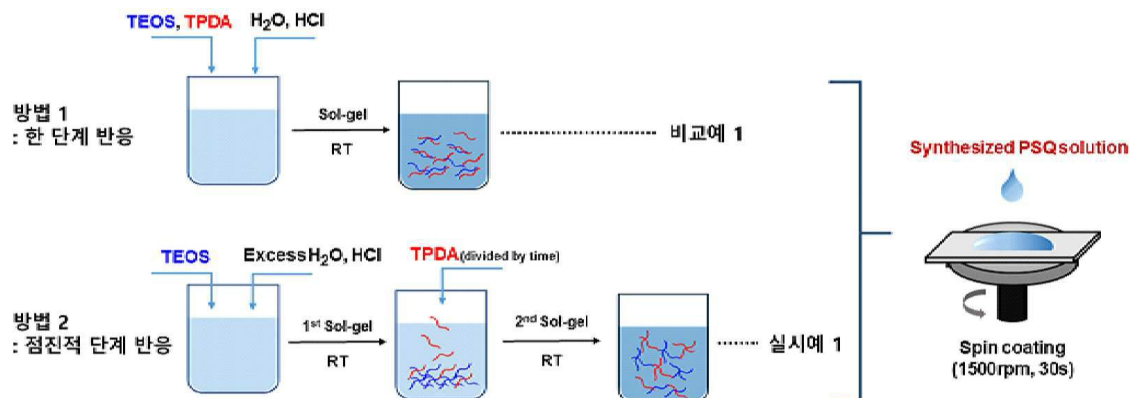 TEOS, TPDA H₂O, HCl
방법 1
: 한 단계 반응
Sol-gel
RT
비교예 1
TEOS Excess H₂O, HCl
TPDA(divided by time)
방법 2
: 점진적 단계 반응
1st Sol-gel
RT
2nd Sol-gel
RT
실시예 1
Synthesized PSQ solution
Spin coating
(1500rpm, 30s)